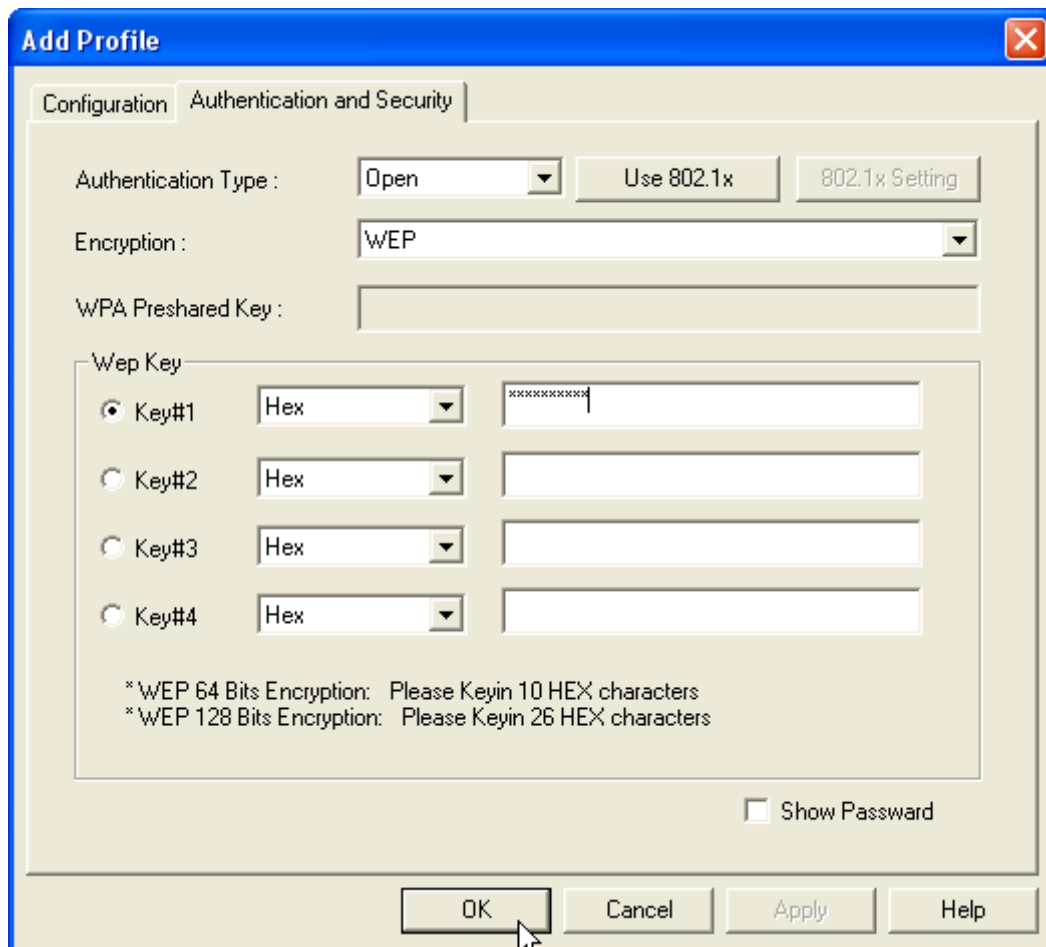 Add Profile
Configuration
Authentication and Security
Authentication Type :
Open
Use 802.1x
802.1x Setting
Encryption :
WEP
WPA Preshared Key :
Wep Key
Key#1
Hex
**********
Key#2
Hex
Key#3
Hex
Key#4
Hex
* WEP 64 Bits Encryption: Please Keyin 10 HEX characters
* WEP 128 Bits Encryption: Please Keyin 26 HEX characters
Show Passward
OK
Cancel
Apply
Help